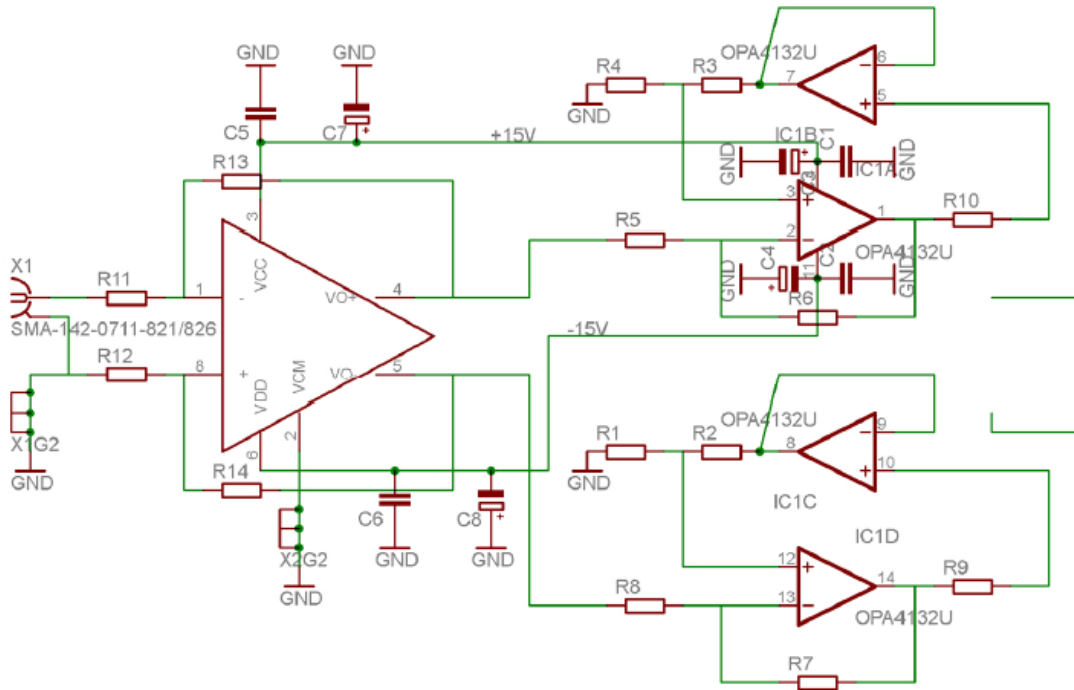 GND
GND
OPA4132U
R4
R3
7
6
5
GND
C5
C7
+
+15V
IC1B
+
C1
GND
C3
IC1A
GND
R13
3
VCC
3
2
1
R10
R5
OPA4132U
X1
R11
1
-
VO+
4
C4
11
C2
GND
+
GND
R6
SMA-142-0711-821/826
-15V
R12
8
+
VDD
VCM
VO-
5
OPA4132U
9
8
10
X1G2
6
2
R1
R2
GND
GND
R14
IC1C
C6
C8
+
IC1D
X2G2
GND
GND
12
13
14
R9
GND
R8
OPA4132U
R7